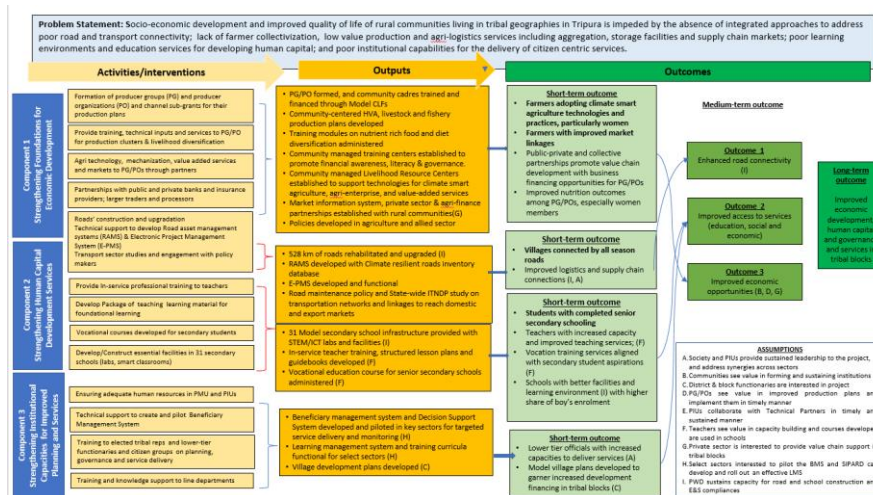 Problem Statement: Socio-economic development and improved quality of life of rural communities living in tribal geographies in Tripura is impeded by the absence of integrated approaches to address
poor road and transport connectivity; lack of farmer collectivization, low value production and agri-logistics services including aggregation, storage facilities and supply chain markets; poor learning
environments and education services for developing human capital; and poor institutional capabilities for the delivery of citizen centric services.
Activities/interventions
Outputs
Outcomes
Component 1
Strengthening Foundations for
Economic Development
Formation of producer groups (PG) and producer
organizations (PO) and channel sub-grants for their
production plans
Provide training, technical inputs and services to PG/PO
for production clusters & livelihood diversification
Agri technology, mechanization, value added services
and markets to PG/POs through partners
Partnerships with public and private banks and insurance
providers; larger traders and processors
Roads' construction and upgradation
Technical support to develop Road asset management
systems (RAMS) & Electronic Project Management
System (E-PMS)
Transport sector studies and engagement with policy
makers
Component 2
Strengthening Human Capital
Services
Provide In-service professional training to teachers
Develop Package of teaching learning material for
foundational learning
Vocational courses developed for secondary students
Develop/Construct essential facilities in 31 secondary
schools (labs, smart classrooms)
Component 3
Strengthening Institutional
Capacities for Improved
Planning and Services
Ensuring adequate human resources in PMU and PIUs
Technical support to create and pilot Beneficiary
Management System
Training to elected tribal reps and lower-tier
functionaries and citizen groups on planning,
governance and service delivery
Training and knowledge support to line departments
• PG/PO formed, and community cadres trained and
financed through Model CLFs
• Community-centered HVA, livestock and fishery
production plans developed
• Training modules on nutrient rich food and diet
diversification administered
• Community managed training centers established to
promote financial awareness, literacy & governance.
• Community managed Livelihood Resource Centers
established to support technologies for climate smart
agriculture, agri-enterprise, and value-added services
• Market information system, private sector & agri-finance
partnerships established with rural communities(G)
• Policies developed in agriculture and allied sector
• 528 km of roads rehabilitated and upgraded (I)
• RAMS developed with Climate resilient roads inventory
database
• E-PMS developed and functional
• Road maintenance policy and State-wide ITNDP study on
transportation networks and linkages to reach domestic
and export markets
• 31 Model secondary school infrastructure provided with
STEM/ICT labs and facilities (I)
• In-service teacher training, structured lesson plans and
guidebooks developed (F)
• Vocational education course for senior secondary schools
administered (F)
• Beneficiary management system and Decision Support
System developed and piloted in key sectors for targeted
service delivery and monitoring (H)
• Learning management system and training curricula
functional for select sectors (H)
• Village development plans developed (C)
Short-term outcome
• Farmers adopting climate smart
agriculture technologies and
practices, particularly women
• Farmers with improved market
linkages
• Public-private and collective
partnerships promote value chain
development with business
financing opportunities for PG/POs
• Improved nutrition outcomes
among PG/POs, especially women
members
Short-term outcome
• Villages connected by all season
roads
• Improved logistics and supply chain
connections (I, A)
Short-term outcome
• Students with completed senior
secondary schooling
• Teachers with increased capacity
and improved teaching services; (F)
• Vocation training services aligned
with secondary student aspirations
(F)
• Schools with better facilities and
learning environment (I) with higher
share of boy's enrolment
Short-term outcome
• Lower tier officials with increased
capacities to deliver services (A)
• Model village plans developed to
garner increased development
financing in tribal blocks (C)
Medium-term outcome
Outcome 1
Enhanced road connectivity
(I)
Outcome 2
Improved access to services
(education, social and
economic)
Outcome 3
Improved economic
opportunities (B, D, G)
Long-term
outcome
Improved
economic
development,
human capital
and governance
and services in
tribal blocks
ASSUMPTIONS
A. Society and PIUs provide sustained leadership to the project,
and address synergies across sectors
B. Communities see value in forming and sustaining institutions
C. District & block functionaries is interested in project
D. PG/POs see value in improved production plans an
implement them in timely manner
E. PIUs collaborate with Technical Partners in timely an
sustained manner
F. Teachers see value in capacity building and courses develope
are used in schools
G. Private sector is interested to provide value chain support i
tribal blocks
H. Select sectors interested to pilot the BMS and SIPARD ca
develop and roll out an effective LMS
I. PWD sustains capacity for road and school construction an
E&S compliances